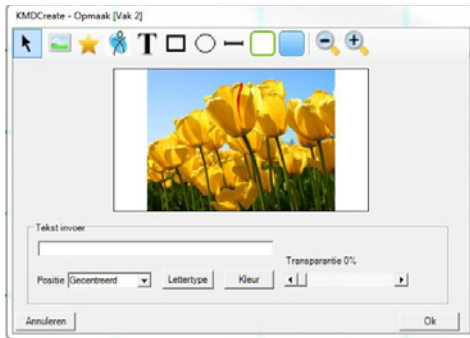 KMDCreate - Opmaak [Vak 2]
T
Tekst invoer
Transparantie 0%
Positie Gecentreerd Lettertype Kleur
Annuleren Ok